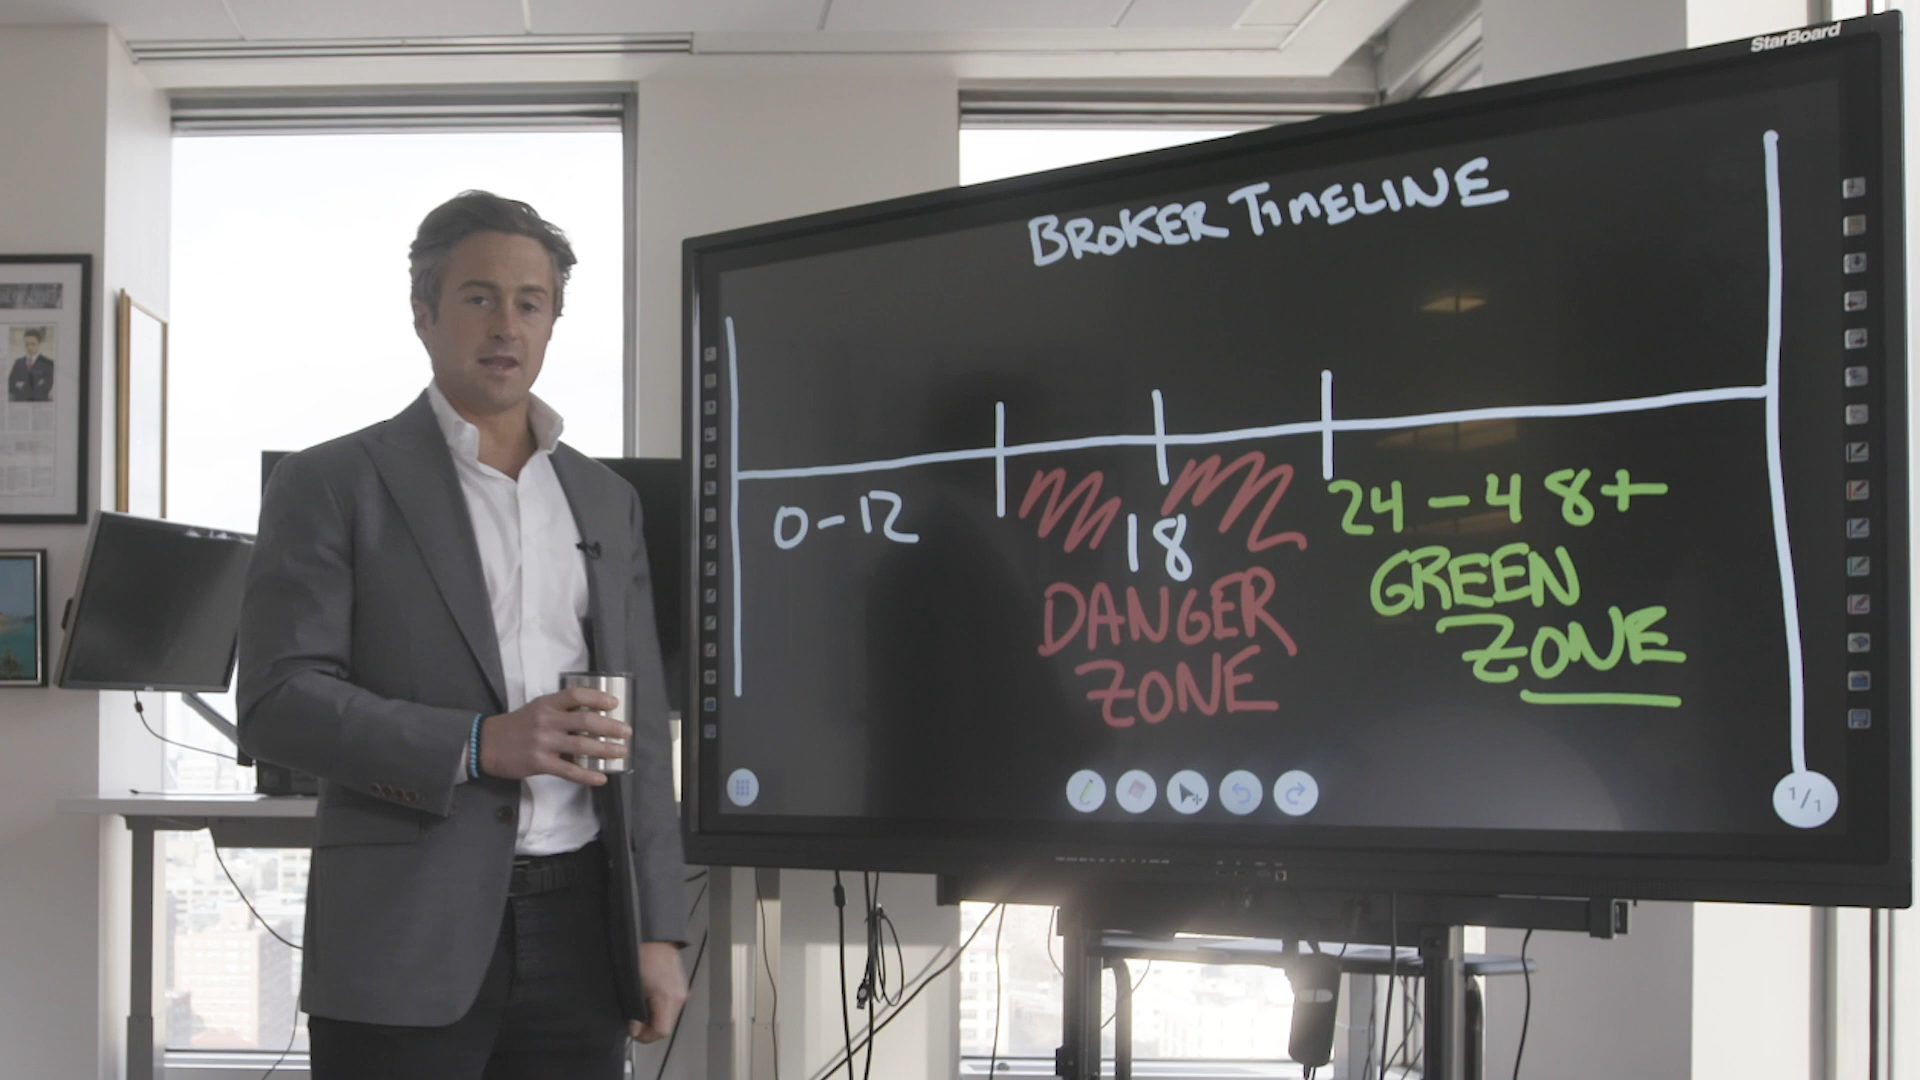 StarBoard
BROKER TIMELINE
0-12
18
24-48+
DANGER
ZONE
GREEN
ZONE
1/1